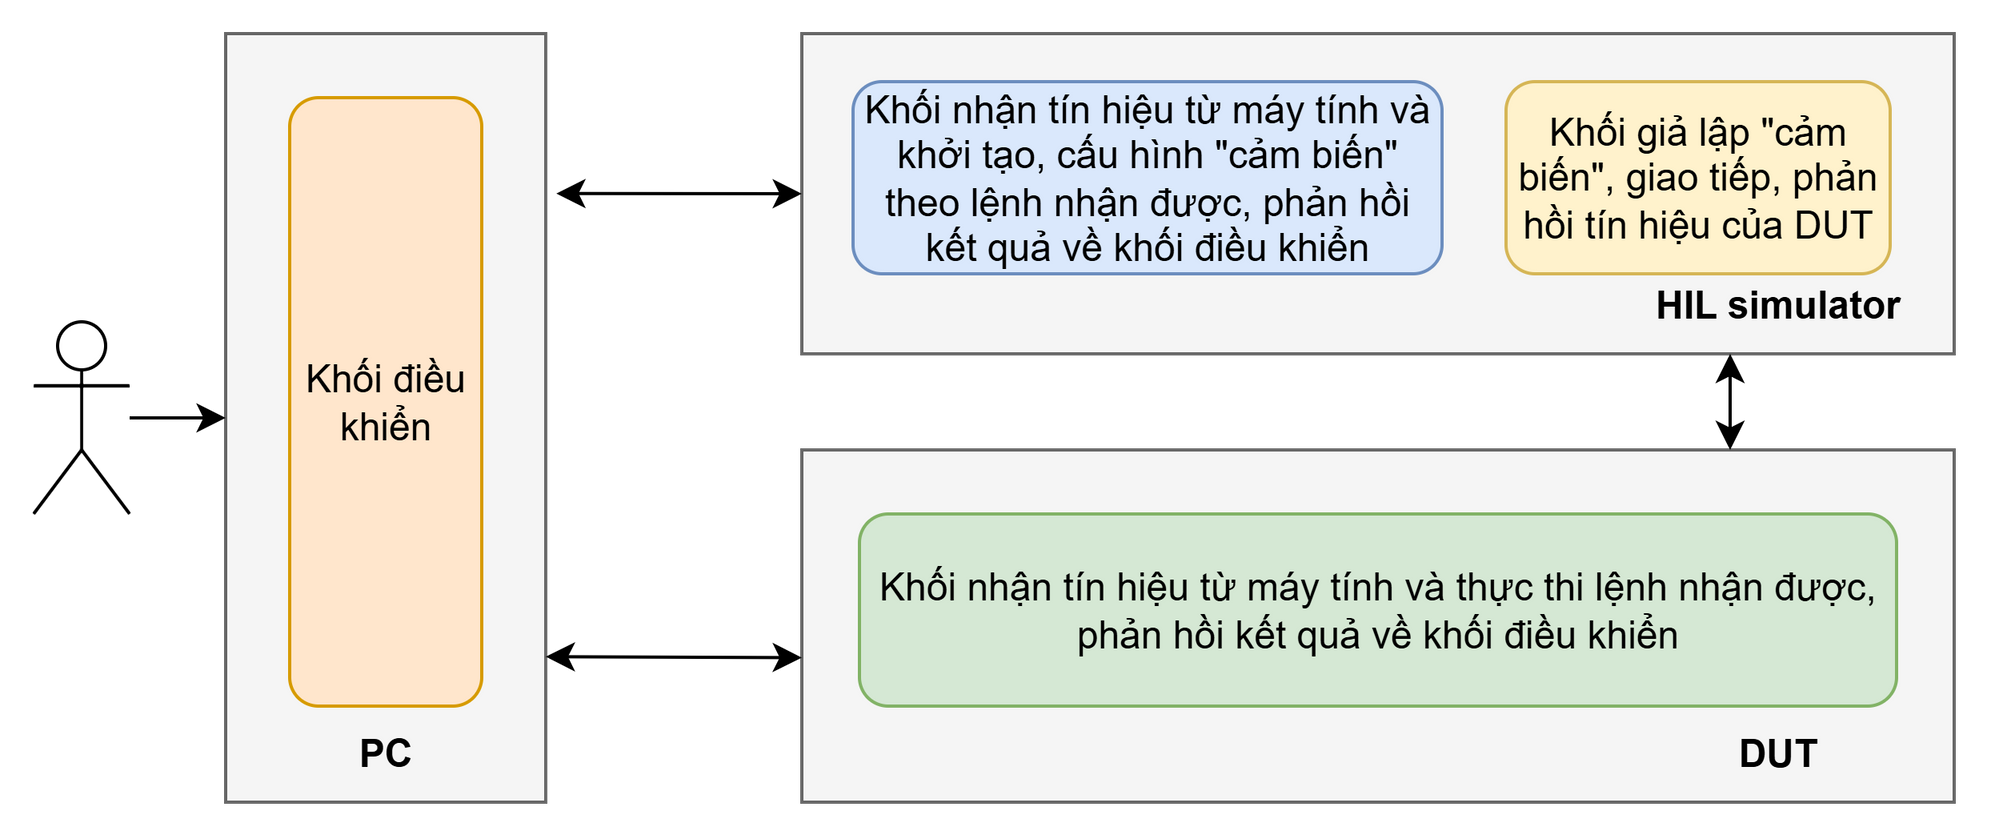 Khối điều
khiển
PC
Khối nhận tín hiệu từ máy tính và
khởi tạo, cấu hình "cảm biến"
theo lệnh nhận được, phản hồi
kết quả về khối điều khiển
Khối giả lập "cảm
biến", giao tiếp, phản
hồi tín hiệu của DUT
HIL simulator
Khối nhận tín hiệu từ máy tính và thực thi lệnh nhận được,
phản hồi kết quả về khối điều khiển
DUT